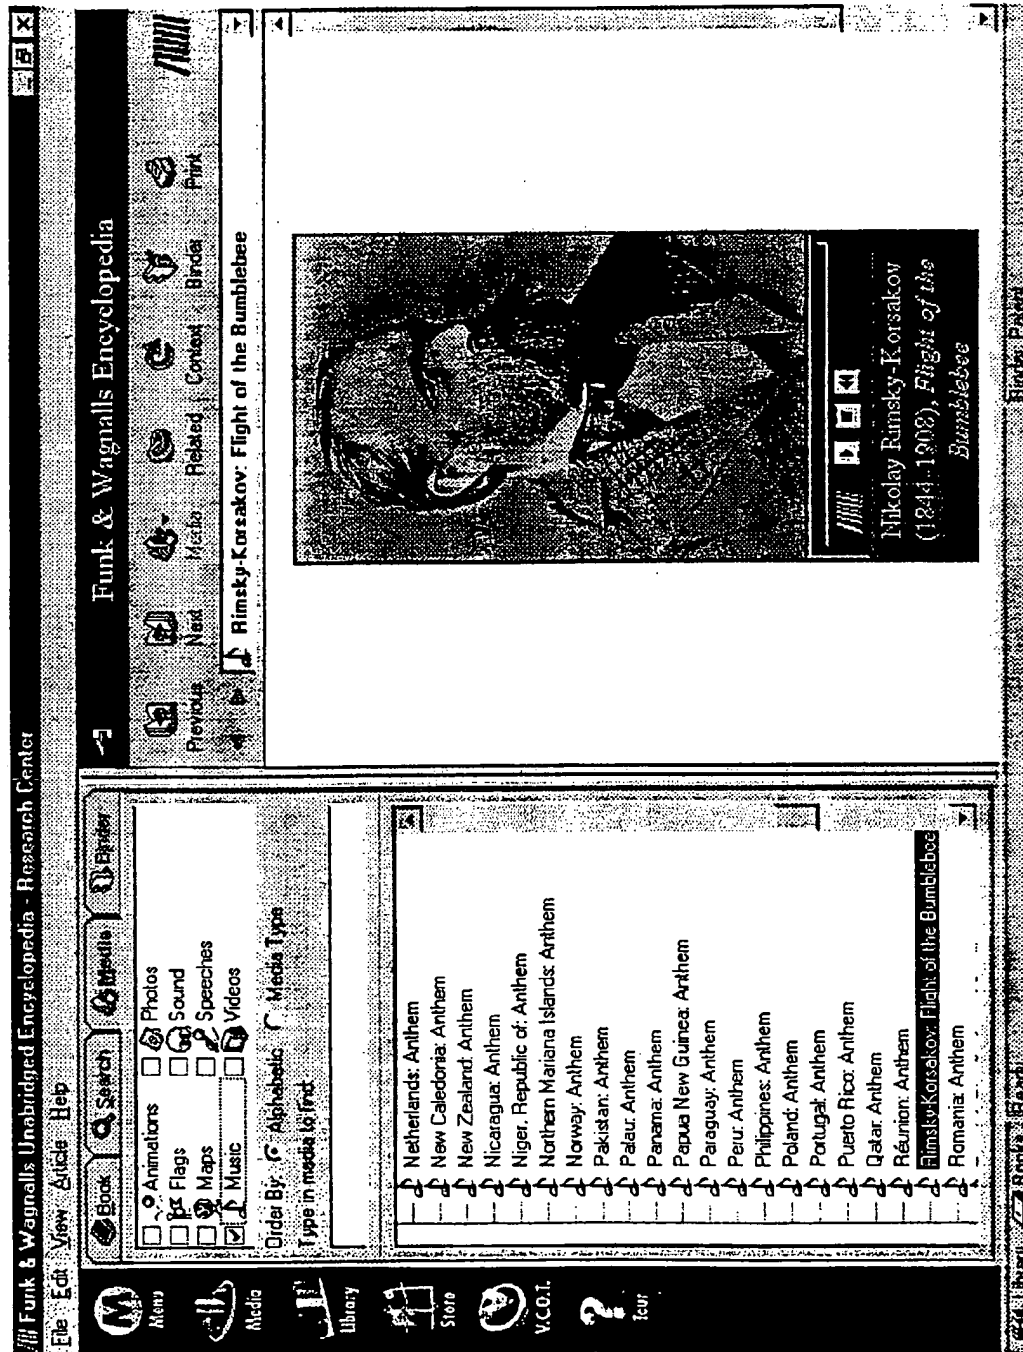 Funk & Wagnalls Unabridged Encyclopedia - Research Center
File Edit View Article Help
Menu
Media
Library
Store
V.C.O.T.
Tour
Book Search Media Binder
Animations Photos
Flags Sound
Maps Speeches
Music Videos
Order By: Alphabetic Media Type
Type in media to find:
Netherlands: Anthem
New Caledonia: Anthem
New Zealand: Anthem
Nicaragua: Anthem
Niger, Republic of: Anthem
Northern Mariana Islands: Anthem
Norway: Anthem
Pakistan: Anthem
Palau: Anthem
Panama: Anthem
Papua New Guinea: Anthem
Paraguay: Anthem
Peru: Anthem
Philippines: Anthem
Poland: Anthem
Portugal: Anthem
Puerto Rico: Anthem
Qatar: Anthem
Réunion: Anthem
Rimsky-Korsakov: Flight of the Bumblebee
Romania: Anthem
Funk & Wagnalls Encyclopedia
Previous Next Media Related Context Binder Print
Rimsky-Korsakov: Flight of the Bumblebee
Nikolay Rimsky-Korsakov
(1844-1908), Flight of the
Bumblebee